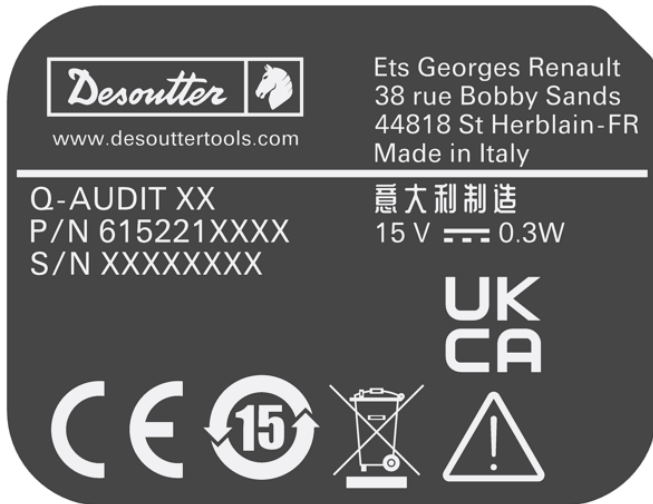 Desoutter
www.desouttertools.com
Ets Georges Renault
38 rue Bobby Sands
44818 St Herblain-FR
Made in Italy
Q-AUDIT XX
P/N 615221XXXX
S/N XXXXXXXX
意大利制造
15 V ⎓ 0.3W
UK
CA
CE
15